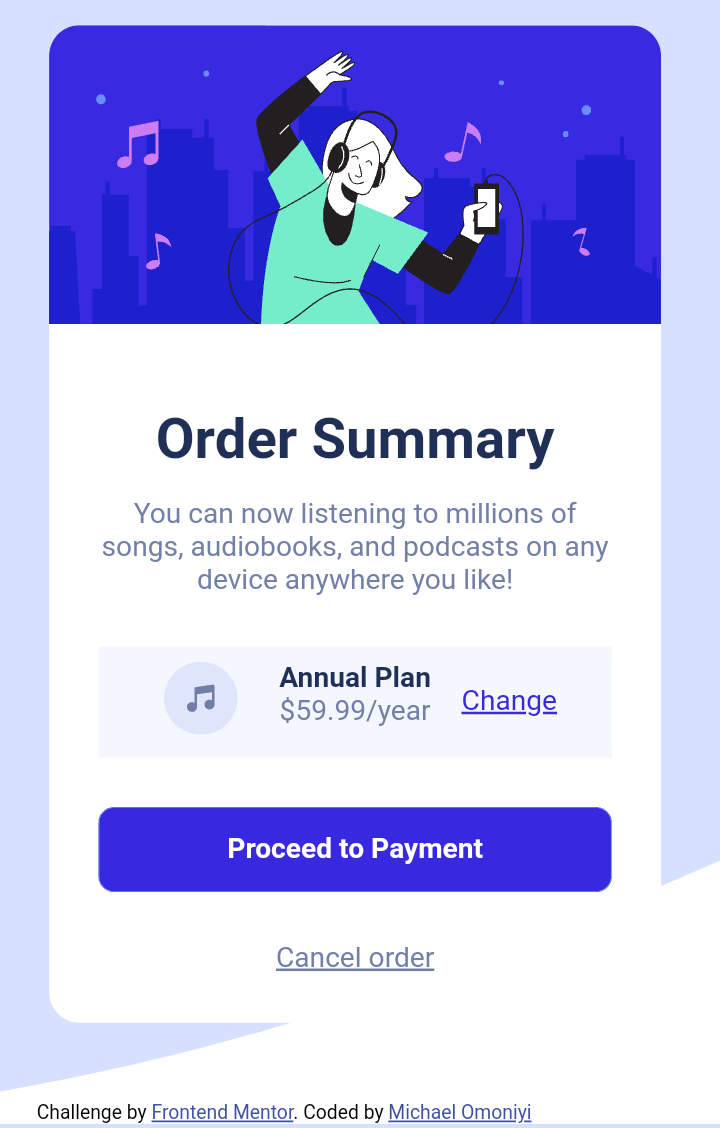 Order Summary
You can now listening to millions of
songs, audiobooks, and podcasts on any
device anywhere you like!
Annual Plan
$59.99/year
Change
Proceed to Payment
Cancel order
Challenge by Frontend Mentor. Coded by Michael Omoniyi